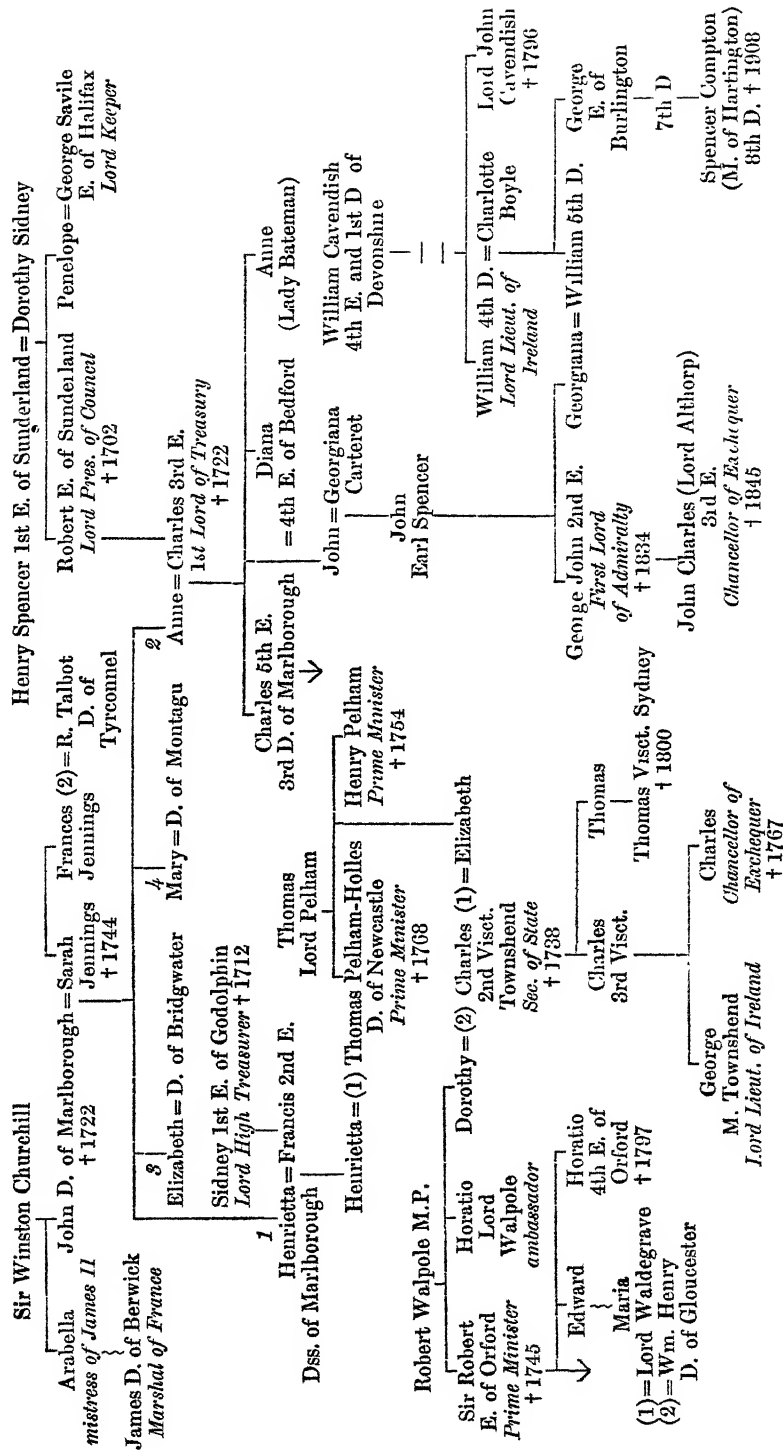 Sir Winston Churchill
Henry Spencer 1st E. of Sunderland = Dorothy Sidney
Arabella
mistress of James II
John D. of Marlborough = Sarah
† 1722
Jennings
† 1744
Frances (2) = R. Talbot
Jennings
D. of
Tyrconnel
Robert E. of Sunderland
Lord Pres. of Council
† 1702
Penelope = George Savile
E. of Halifax
Lord Keeper
James D. of Berwick
Marshal of France
3
Elizabeth = D. of Bridgwater
4
Mary = D. of Montagu
2
Anne = Charles 3rd E.
1st Lord of Treasury
† 1722
Sidney 1st E. of Godolphin
Lord High Treasurer † 1712
1
Henrietta = Francis 2nd E.
Dss. of Marlborough
Thomas
Lord Pelham
Charles 5th E.
3rd D. of Marlborough
Diana
= 4th E. of Bedford
Anne
(Lady Bateman)
John = Georgiana
Carteret
William Cavendish
4th E. and 1st D of
Devonshire
Henrietta = (1) Thomas Pelham-Holles
D. of Newcastle
Prime Minister
† 1768
Henry Pelham
Prime Minister
† 1754
John
Earl Spencer
Robert Walpole M.P.
William 4th D. = Charlotte
Lord Lieut. of
Ireland
Boyle
Lord John
Cavendish
† 1796
Sir Robert
E. of Orford
Prime Minister
† 1745
Horatio
Lord
Walpole
ambassador
Dorothy = (2) Charles (1) = Elizabeth
2nd Visct.
Townshend
Sec. of State
† 1738
George John 2nd E.
First Lord
of Admiralty
† 1834
Georgiana = William 5th D.
George
E. of
Burlington
Edward
Horatio
4th E. of
Orford
† 1797
Charles
3rd Visct.
Thomas
Thomas Visct. Sydney
† 1800
John Charles (Lord Althorp)
3rd E.
Chancellor of Exchequer
† 1845
7th D
Maria
(1) = Lord Waldegrave
(2) = Wm. Henry
D. of Gloucester
George
M. Townshend
Lord Lieut. of Ireland
Charles
Chancellor of
Exchequer
† 1767
Spencer Compton
(M. of Hartington)
8th D. † 1908